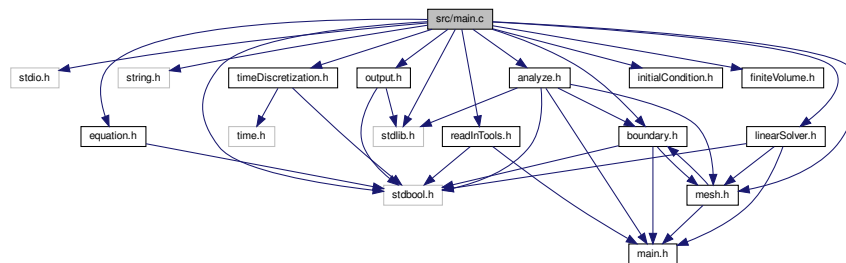 src/main.c
stdio.h
string.h
timeDiscretization.h
output.h
analyze.h
initialCondition.h
finiteVolume.h
equation.h
time.h
stdlib.h
readInTools.h
boundary.h
linearSolver.h
stdbool.h
mesh.h
main.h